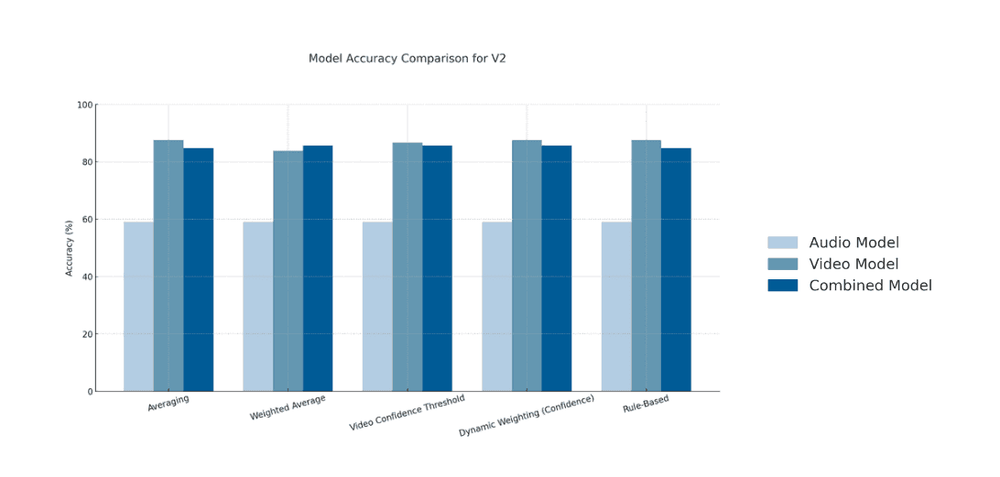 Model Accuracy Comparison for V2
100
80
60
40
20
0
Accuracy (%)
Averaging
Weighted Average
Video Confidence Threshold
Dynamic Weighting (Confidence)
Rule-Based
Audio Model
Video Model
Combined Model